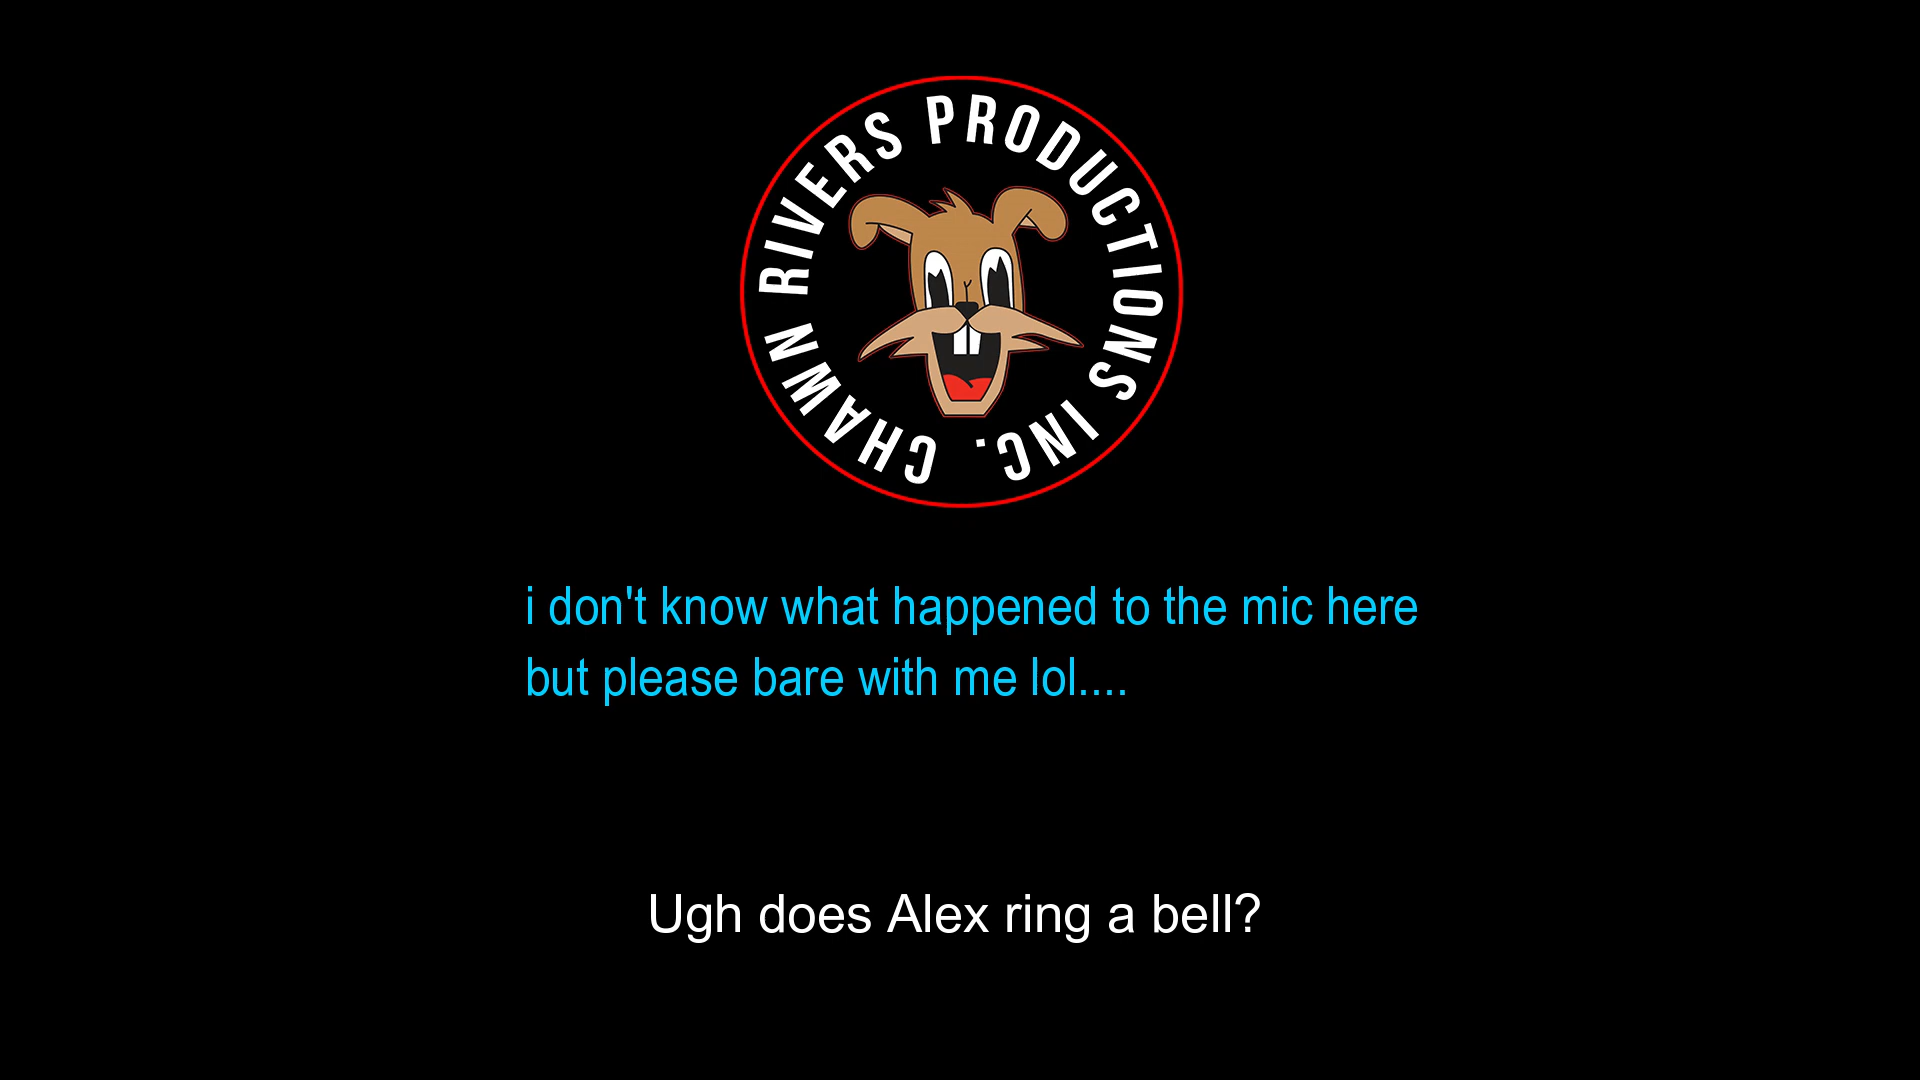 CHAWN RIVERS PRODUCTIONS INC.
i don't know what happened to the mic here
but please bare with me lol....
Ugh does Alex ring a bell?